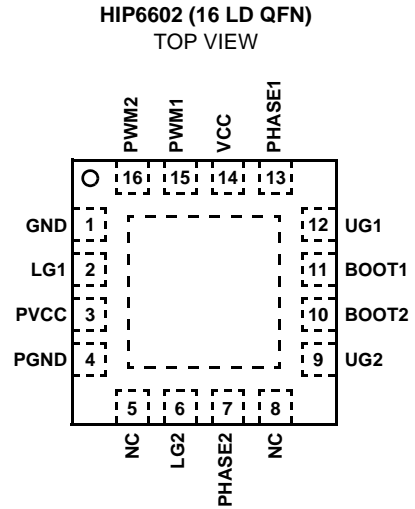 HIP6602 (16 LD QFN)
TOP VIEW
PWM2
PWM1
VCC
PHASE1
16
15
14
13
GND
1
12
UG1
LG1
2
11
BOOT1
PVCC
3
10
BOOT2
PGND
4
9
UG2
5
6
7
8
NC
LG2
PHASE2
NC